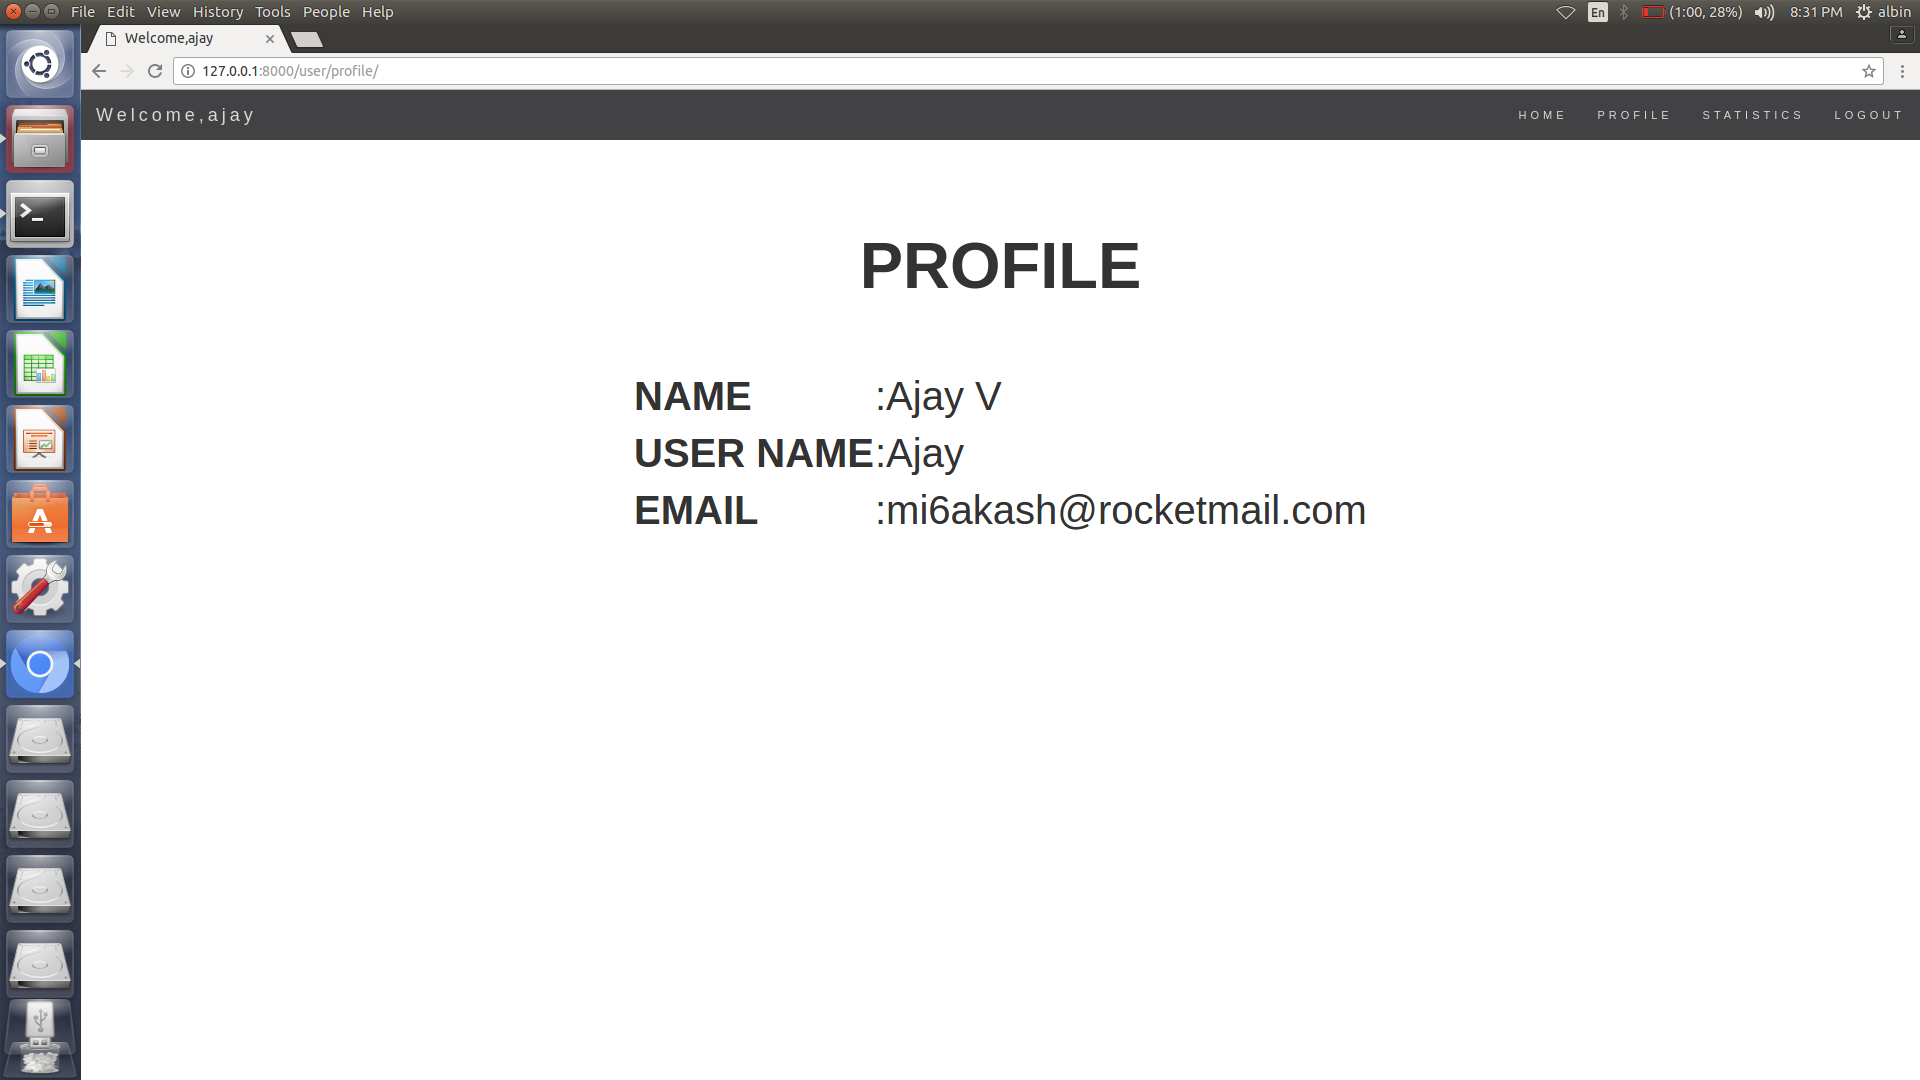 File Edit View History Tools People Help
En (1:00, 28%) 8:31 PM albin
Welcome,ajay
127.0.0.1:8000/user/profile/
Welcome,ajay HOME PROFILE STATISTICS LOGOUT
PROFILE
NAME :Ajay V
USER NAME :Ajay
EMAIL :mi6akash@rocketmail.com